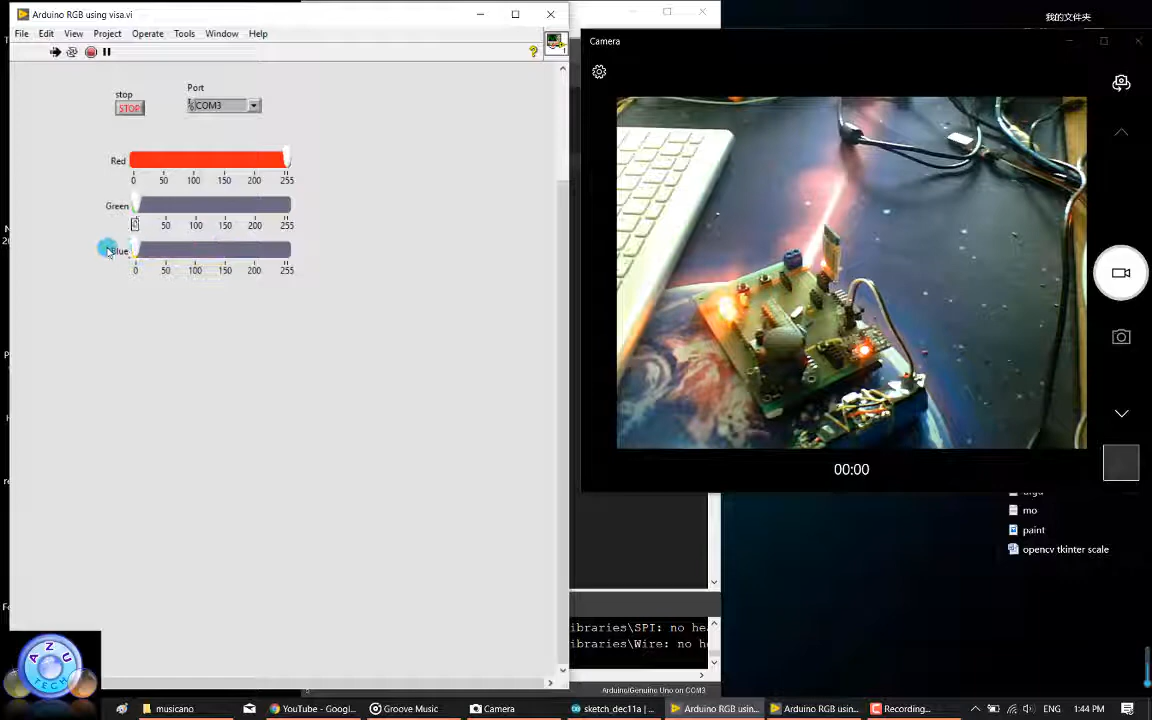 Arduino RGB using visa.vi
File Edit View Project Operate Tools Window Help
stop
STOP
Port
COM3
Red
0 50 100 150 200 255
Green
0 50 100 150 200 255
Blue
0 50 100 150 200 255
我的文件夹
Camera
00:00
mo
paint
opencv tkinter scale
ibraries\SPI: no he
ibraries\Wire: no h
Arduino/Genuino Uno on COM3
A N Z U
TECH
musicano
YouTube - Googl...
Groove Music
Camera
sketch_dec11a | ...
Arduino RGB usin...
Arduino RGB usin...
Recording...
ENG
1:44 PM